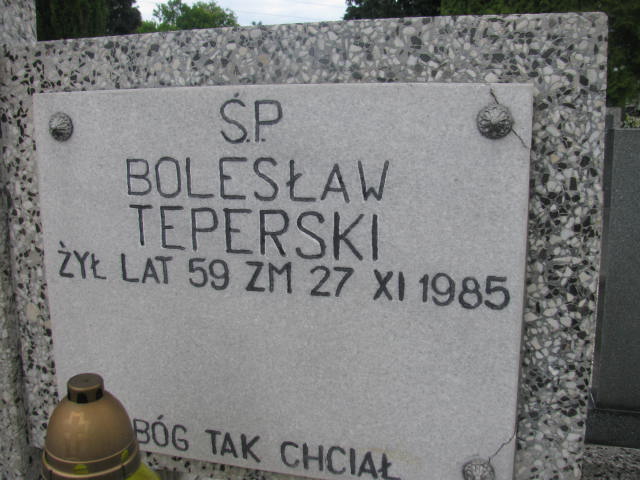 Ś.P.
BOLESŁAW
TEPERSKI
ŻYŁ LAT 59 ZM 27 XI 1985
BÓG TAK CHCIAŁ